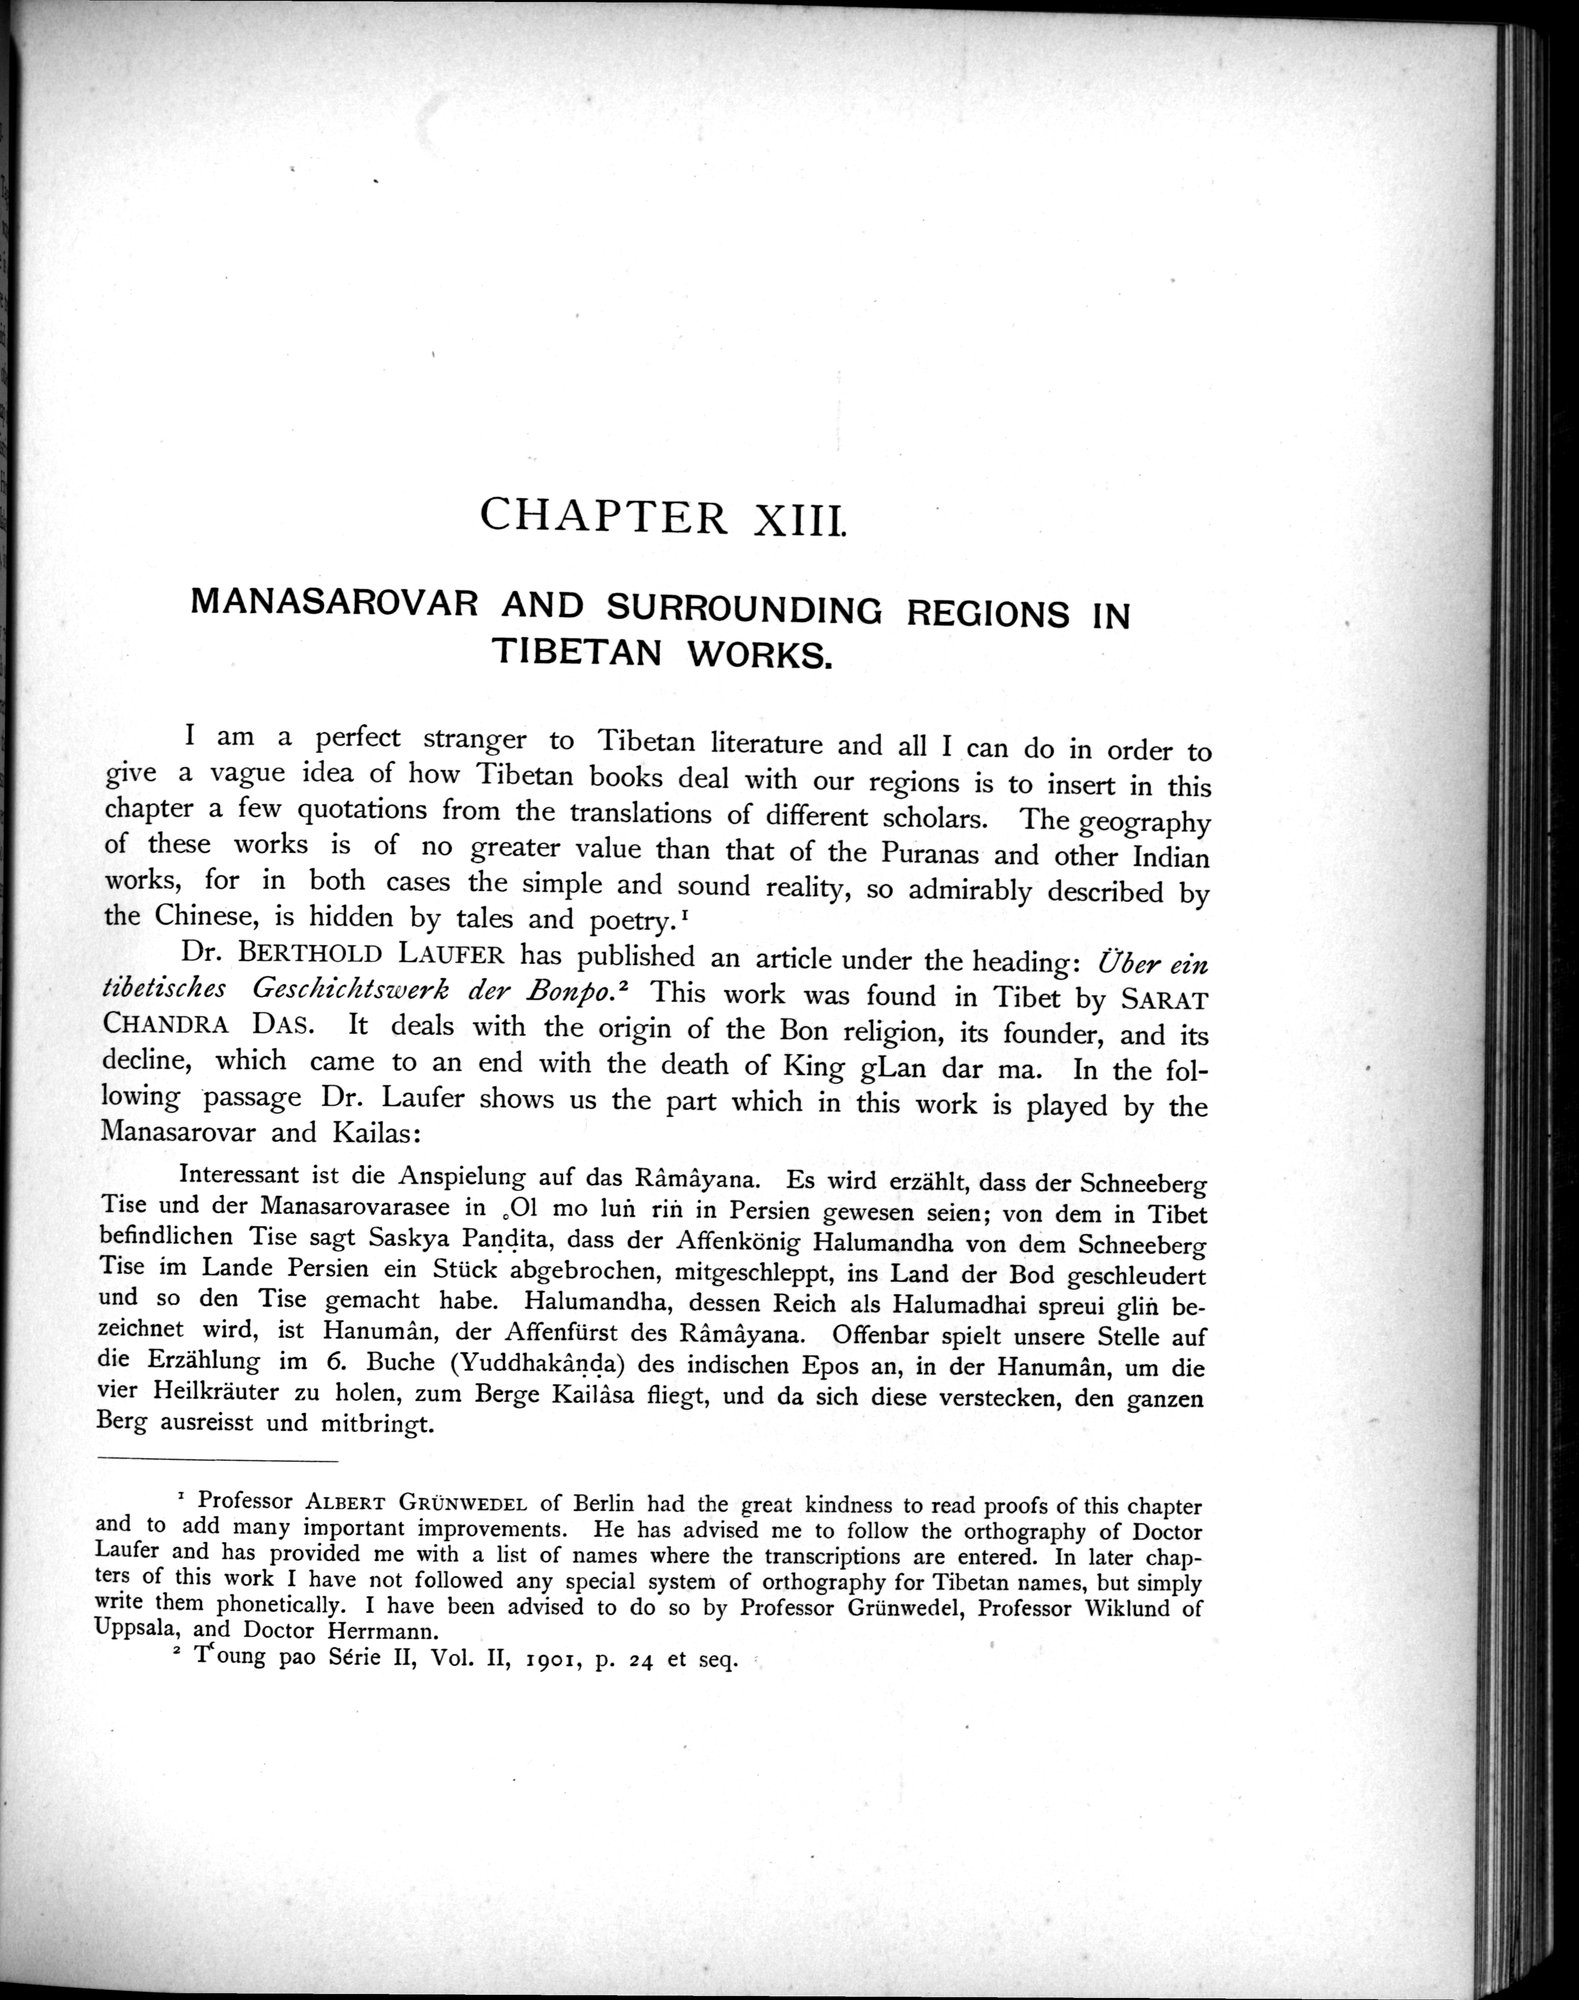 CHAPTER XIII.
MANASAROVAR AND SURROUNDING REGIONS IN
TIBETAN WORKS.
I am a perfect stranger to Tibetan literature and all I can do in order to
give a vague idea of how Tibetan books deal with our regions is to insert in this
chapter a few quotations from the translations of different scholars. The geography
of these works is of no greater value than that of the Puranas and other Indian
works, for in both cases the simple and sound reality, so admirably described by
the Chinese, is hidden by tales and poetry.¹
Dr. BERTHOLD LAUFER has published an article under the heading: Über ein
tibetisches Geschichtswerk der Bonpo.² This work was found in Tibet by SARAT
CHANDRA DAS. It deals with the origin of the Bon religion, its founder, and its
decline, which came to an end with the death of King gLan dar ma. In the fol-
lowing passage Dr. Laufer shows us the part which in this work is played by the
Manasarovar and Kailas:
Interessant ist die Anspielung auf das Râmâyana. Es wird erzählt, dass der Schneeberg
Tise und der Manasarovarasee in ˳Ol mo luṅ riṅ in Persien gewesen seien; von dem in Tibet
befindlichen Tise sagt Saskya Paṇḍita, dass der Affenkönig Halumandha von dem Schneeberg
Tise im Lande Persien ein Stück abgebrochen, mitgeschleppt, ins Land der Bod geschleudert
und so den Tise gemacht habe. Halumandha, dessen Reich als Halumadhai spreui gliṅ be-
zeichnet wird, ist Hanumân, der Affenfürst des Râmâyana. Offenbar spielt unsere Stelle auf
die Erzählung im 6. Buche (Yuddhakâṇḍa) des indischen Epos an, in der Hanumân, um die
vier Heilkräuter zu holen, zum Berge Kailâsa fliegt, und da sich diese verstecken, den ganzen
Berg ausreisst und mitbringt.
¹ Professor ALBERT GRÜNWEDEL of Berlin had the great kindness to read proofs of this chapter
and to add many important improvements. He has advised me to follow the orthography of Doctor
Laufer and has provided me with a list of names where the transcriptions are entered. In later chap-
ters of this work I have not followed any special system of orthography for Tibetan names, but simply
write them phonetically. I have been advised to do so by Professor Grünwedel, Professor Wiklund of
Uppsala, and Doctor Herrmann.
² Tʿoung pao Série II, Vol. II, 1901, p. 24 et seq.